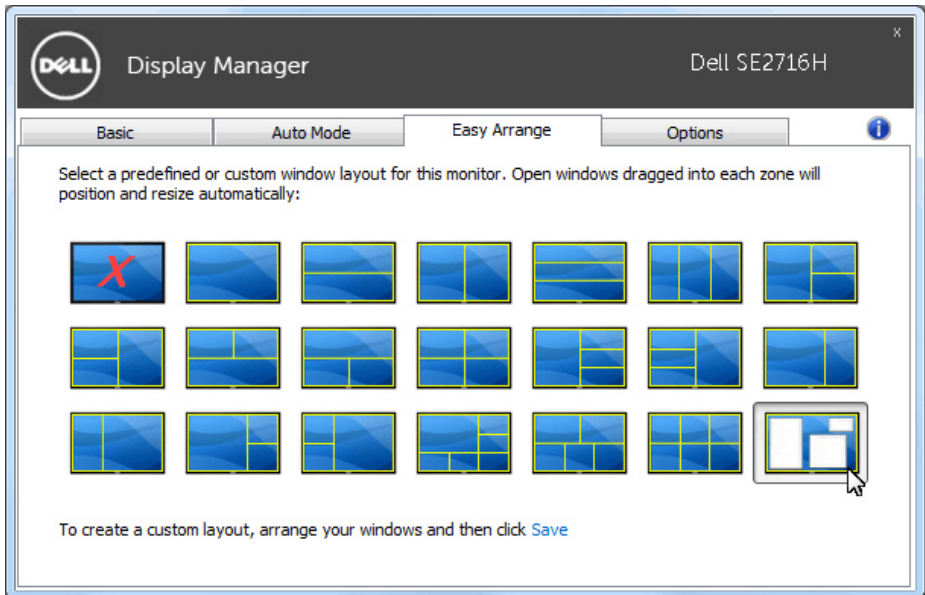 x
DELL
Display Manager
Dell SE2716H
Basic
Auto Mode
Easy Arrange
Options
i
Select a predefined or custom window layout for this monitor. Open windows dragged into each zone will
position and resize automatically:
X
To create a custom layout, arrange your windows and then click Save